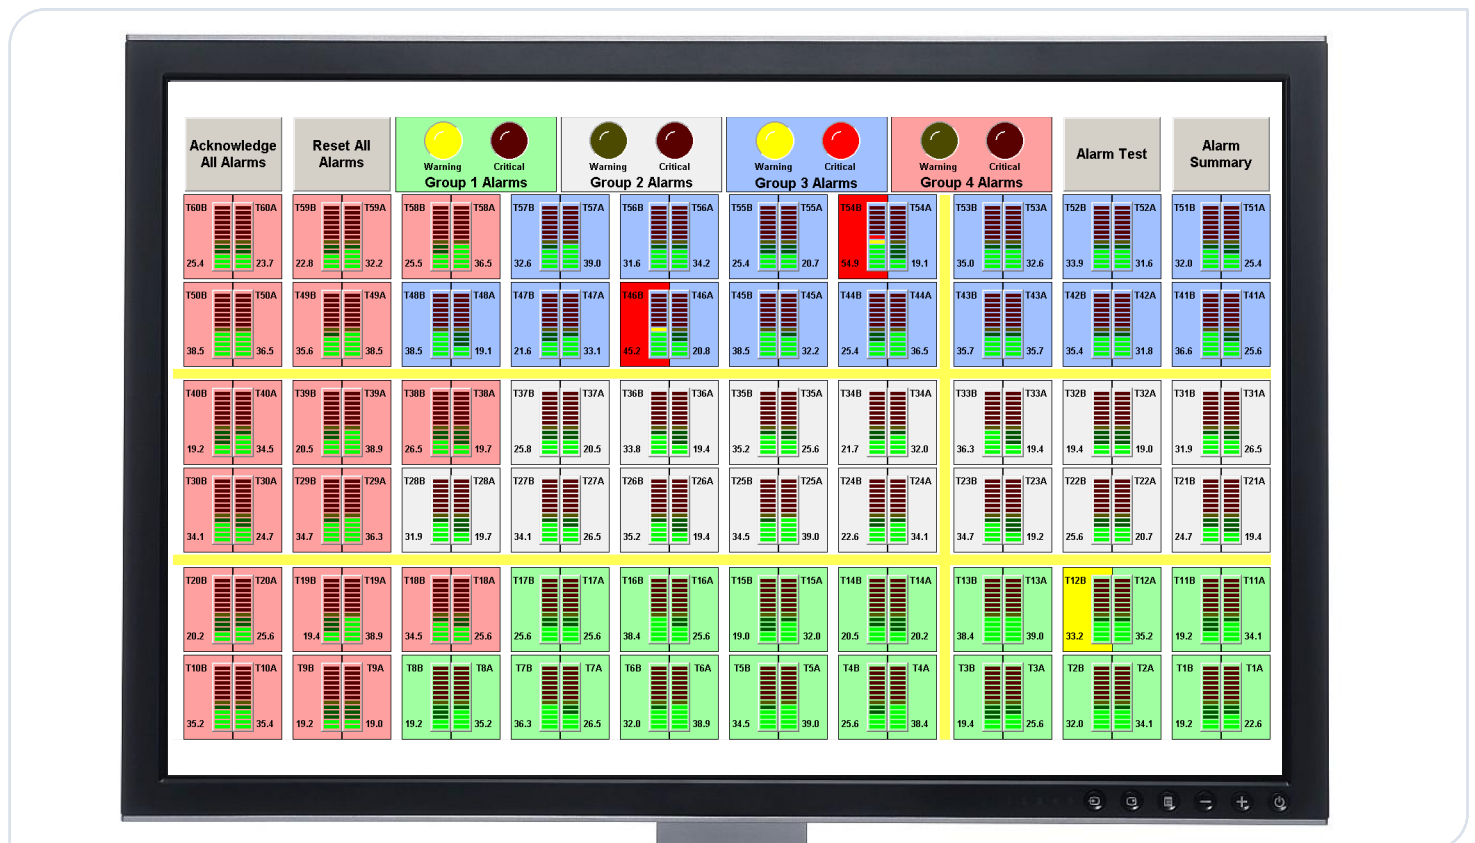 Acknowledge
All Alarms
Reset All
Alarms
Warning Critical
Group 1 Alarms
Warning Critical
Group 2 Alarms
Warning Critical
Group 3 Alarms
Warning Critical
Group 4 Alarms
Alarm Test
Alarm
Summary
T60B T60A T59B T59A T58B T58A T57B T57A T56B T56A T55B T55A T54B T54A T53B T53A T52B T52A T51B T51A
25.4 23.7 22.8 32.2 25.5 36.5 32.6 39.0 31.6 34.2 25.4 20.7 54.9 19.1 35.0 32.6 33.9 31.6 32.0 25.4
T50B T50A T49B T49A T48B T48A T47B T47A T46B T46A T45B T45A T44B T44A T43B T43A T42B T42A T41B T41A
38.5 36.5 35.6 38.5 38.5 19.1 21.6 33.1 45.2 20.8 38.5 32.2 25.4 36.5 35.7 35.7 35.4 31.8 36.6 25.6
T40B T40A T39B T39A T38B T38A T37B T37A T36B T36A T35B T35A T34B T34A T33B T33A T32B T32A T31B T31A
19.2 34.5 20.5 38.9 26.5 19.7 25.8 20.5 33.8 19.4 35.2 25.6 21.7 32.0 36.3 19.4 19.4 19.0 31.9 26.5
T30B T30A T29B T29A T28B T28A T27B T27A T26B T26A T25B T25A T24B T24A T23B T23A T22B T22A T21B T21A
34.1 24.7 34.7 36.3 31.9 19.7 34.1 26.5 35.2 19.4 34.5 39.0 22.6 34.1 34.7 19.2 25.6 20.7 24.7 19.4
T20B T20A T19B T19A T18B T18A T17B T17A T16B T16A T15B T15A T14B T14A T13B T13A T12B T12A T11B T11A
20.2 25.6 19.4 38.9 34.5 25.6 25.6 25.6 38.4 25.6 19.0 32.0 20.5 20.2 38.4 39.0 33.2 35.2 19.2 34.1
T10B T10A T9B T9A T8B T8A T7B T7A T6B T6A T5B T5A T4B T4A T3B T3A T2B T2A T1B T1A
35.2 35.4 19.2 19.0 19.2 35.2 36.3 26.5 32.0 38.9 34.5 39.0 25.6 38.4 19.4 25.6 32.0 34.1 19.2 22.6